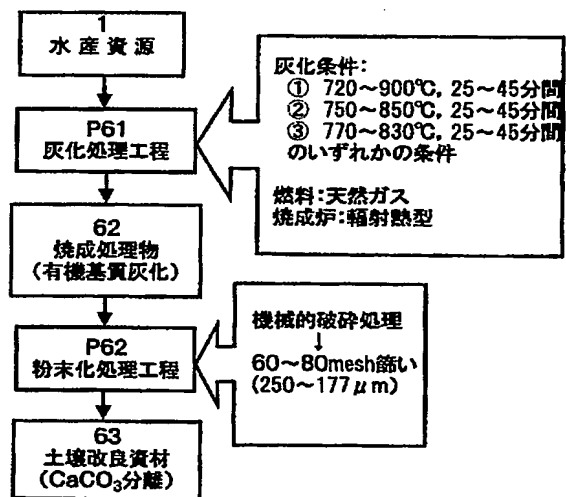 1
水産資源
P61
灰化処理工程
62
焼成処理物
(有機基質灰化)
P62
粉末化処理工程
63
土壌改良資材
(CaCO₃分離)
灰化条件:
① 720~900℃, 25~45分間
② 750~850℃, 25~45分間
③ 770~830℃, 25~45分間
のいずれかの条件
燃料:天然ガス
焼成炉:輻射熱型
機械的破砕処理
↓
60~80mesh篩い
(250~177μm)